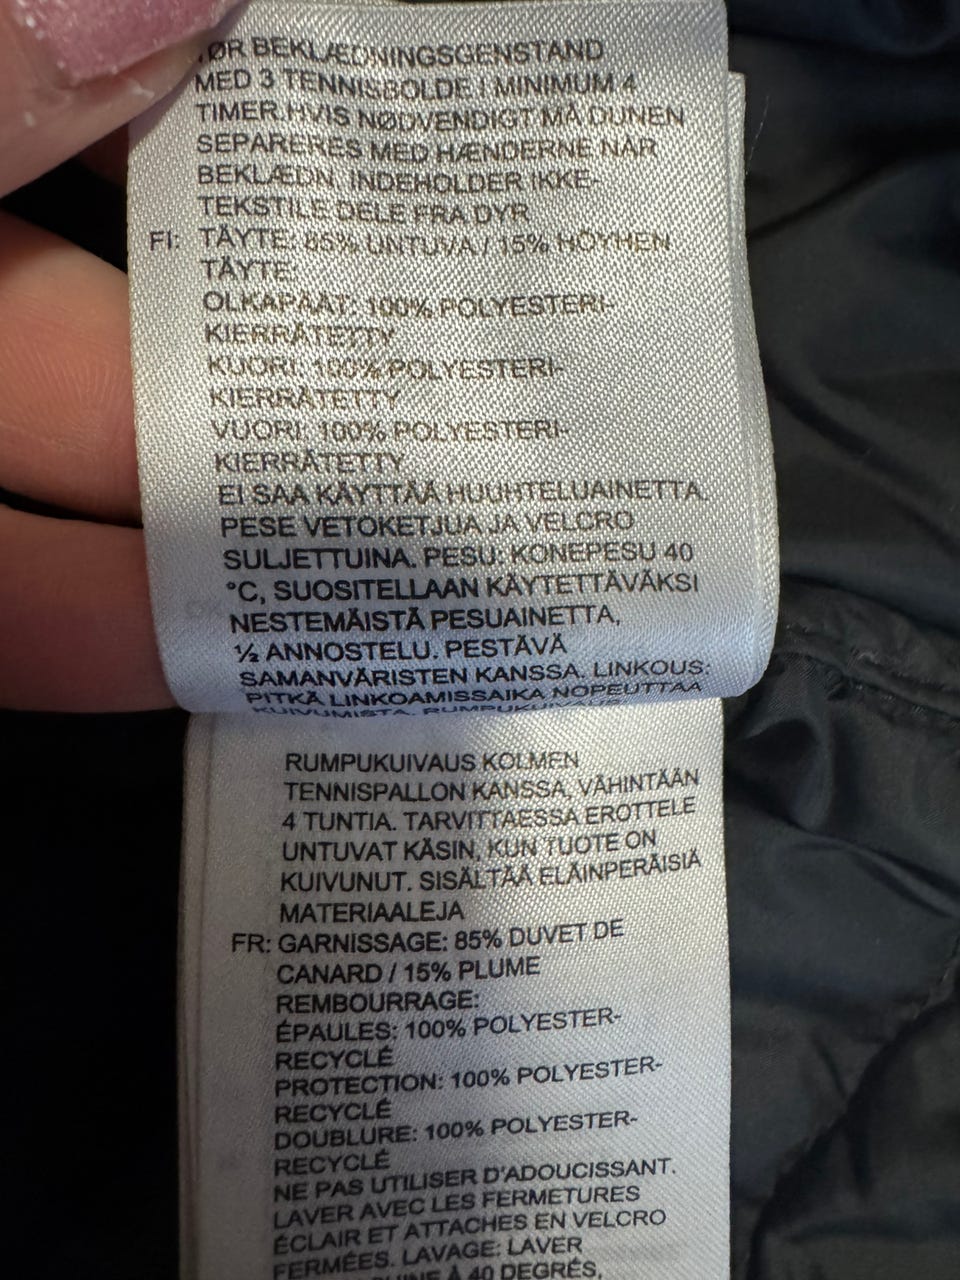 TØR BEKLÆDNINGSGENSTAND
MED 3 TENNISBOLDE I MINIMUM 4
TIMER.HVIS NØDVENDIGT MÅ DUNEN
SEPARERES MED HÆNDERNE NÅR
BEKLÆDN. INDEHOLDER IKKE-
TEKSTILE DELE FRA DYR
FI: TÄYTE: 85% UNTUVA / 15% HÖYHEN
TÄYTE:
OLKAPÄÄT: 100% POLYESTERI-
KIERRÄTETTY
KUORI: 100% POLYESTERI-
KIERRÄTETTY
VUORI: 100% POLYESTERI-
KIERRÄTETTY
EI SAA KÄYTTÄÄ HUUHTELUAINETTA.
PESE VETOKETJUA JA VELCRO
SULJETTUINA. PESU: KONEPESU 40
°C, SUOSITELLAAN KÄYTETTÄVÄKSI
NESTEMÄISTÄ PESUAINETTA,
½ ANNOSTELU. PESTÄVÄ
SAMANVÄRISTEN KANSSA. LINKOUS:
PITKÄ LINKOAMISSAIKA NOPEUTTAA
KUIVUMISTA. RUMPUKUIVAUS:
RUMPUKUIVAUS KOLMEN
TENNISPALLON KANSSA, VÄHINTÄÄN
4 TUNTIA. TARVITTAESSA EROTTELE
UNTUVAT KÄSIN, KUN TUOTE ON
KUIVUNUT. SISÄLTÄÄ ELÄINPERÄISIÄ
MATERIAALEJA
FR: GARNISSAGE: 85% DUVET DE
CANARD / 15% PLUME
REMBOURRAGE:
ÉPAULES: 100% POLYESTER-
RECYCLÉ
PROTECTION: 100% POLYESTER-
RECYCLÉ
DOUBLURE: 100% POLYESTER-
RECYCLÉ
NE PAS UTILISER D'ADOUCISSANT.
LAVER AVEC LES FERMETURES
ÉCLAIR ET ATTACHES EN VELCRO
FERMÉES. LAVAGE: LAVER
À 40 DEGRÉS,